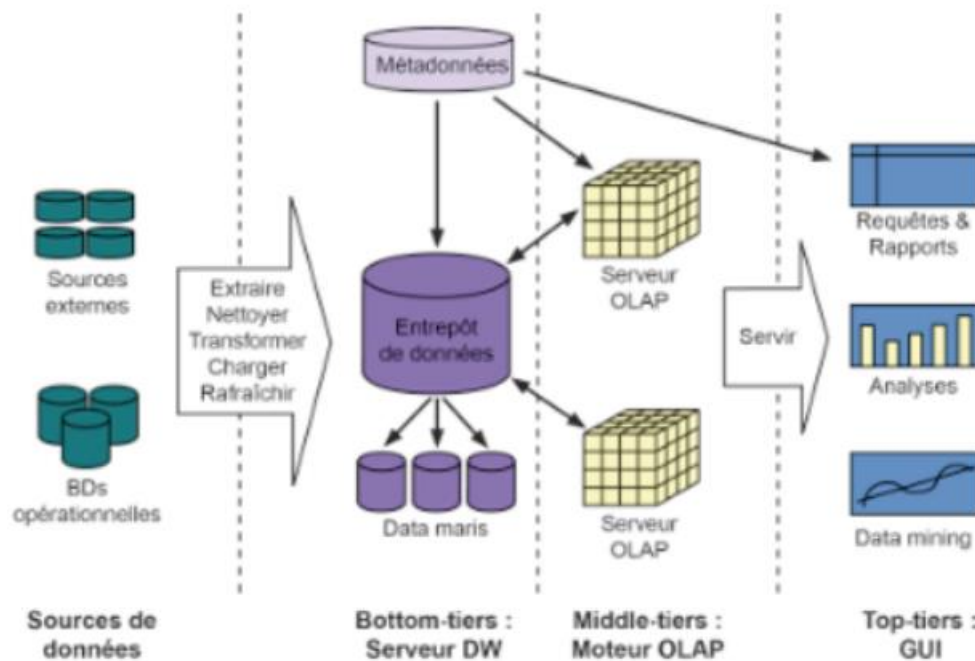 Métadonnées
Sources
externes
BDs
opérationnelles
Extraire
Nettoyer
Transformer
Charger
Rafraîchir
Entrepôt
de données
Data maris
Serveur
OLAP
Serveur
OLAP
Servir
Requêtes &
Rapports
Analyses
Data mining
Sources de
données
Bottom-tiers :
Serveur DW
Middle-tiers :
Moteur OLAP
Top-tiers :
GUI